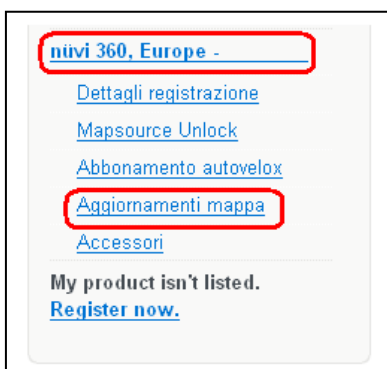 nüvi 360, Europe -
Dettagli registrazione
Mapsource Unlock
Abbonamento autovelox
Aggiornamenti mappa
Accessori
My product isn't listed.
Register now.